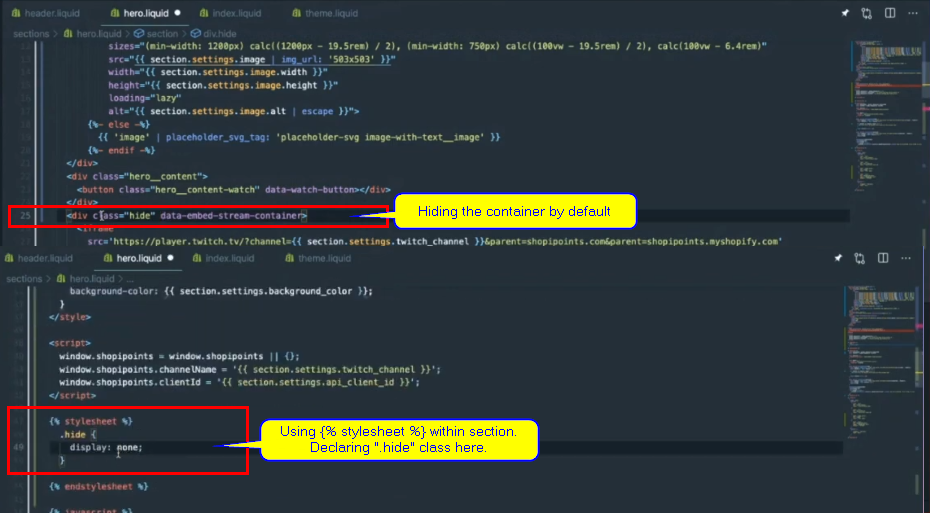 header.liquid hero.liquid index.liquid theme.liquid
sections > hero.liquid > section > div.hide
sizes="(min-width: 1200px) calc((1200px - 19.5rem) / 2), (min-width: 750px) calc((100vw - 19.5rem) / 2), calc(100vw - 6.4rem)"
src="{{ section.settings.image | img_url: '503x503' }}"
width="{{ section.settings.image.width }}"
height="{{ section.settings.image.height }}"
loading="lazy"
alt="{{ section.settings.image.alt | escape }}">
{%- else -%}
{{ 'image' | placeholder_svg_tag: 'placeholder-svg image-with-text__image' }}
{%- endif -%}
</div>
<div class="hero__content">
<button class="hero__content-watch" data-watch-button></div>
</div>
25 <div class="hide" data-embed-stream-container>
Hiding the container by default
<iframe
src='https://player.twitch.tv/?channel={{ section.settings.twitch_channel }}&parent=shopipoints.com&parent=shopipoints.myshopify.com'
header.liquid hero.liquid index.liquid theme.liquid
sections > hero.liquid > ...
background-color: {{ section.settings.background_color }};
}
</style>
<script>
window.shopipoints = window.shopipoints || {};
window.shopipoints.channelName = '{{ section.settings.twitch_channel }}';
window.shopipoints.clientId = '{{ section.settings.api_client_id }}';
</script>
{% stylesheet %}
.hide {
49 display: none;
}
Using {% stylesheet %} within section.
Declaring ".hide" class here.
{% endstylesheet %}
{% javascript %}